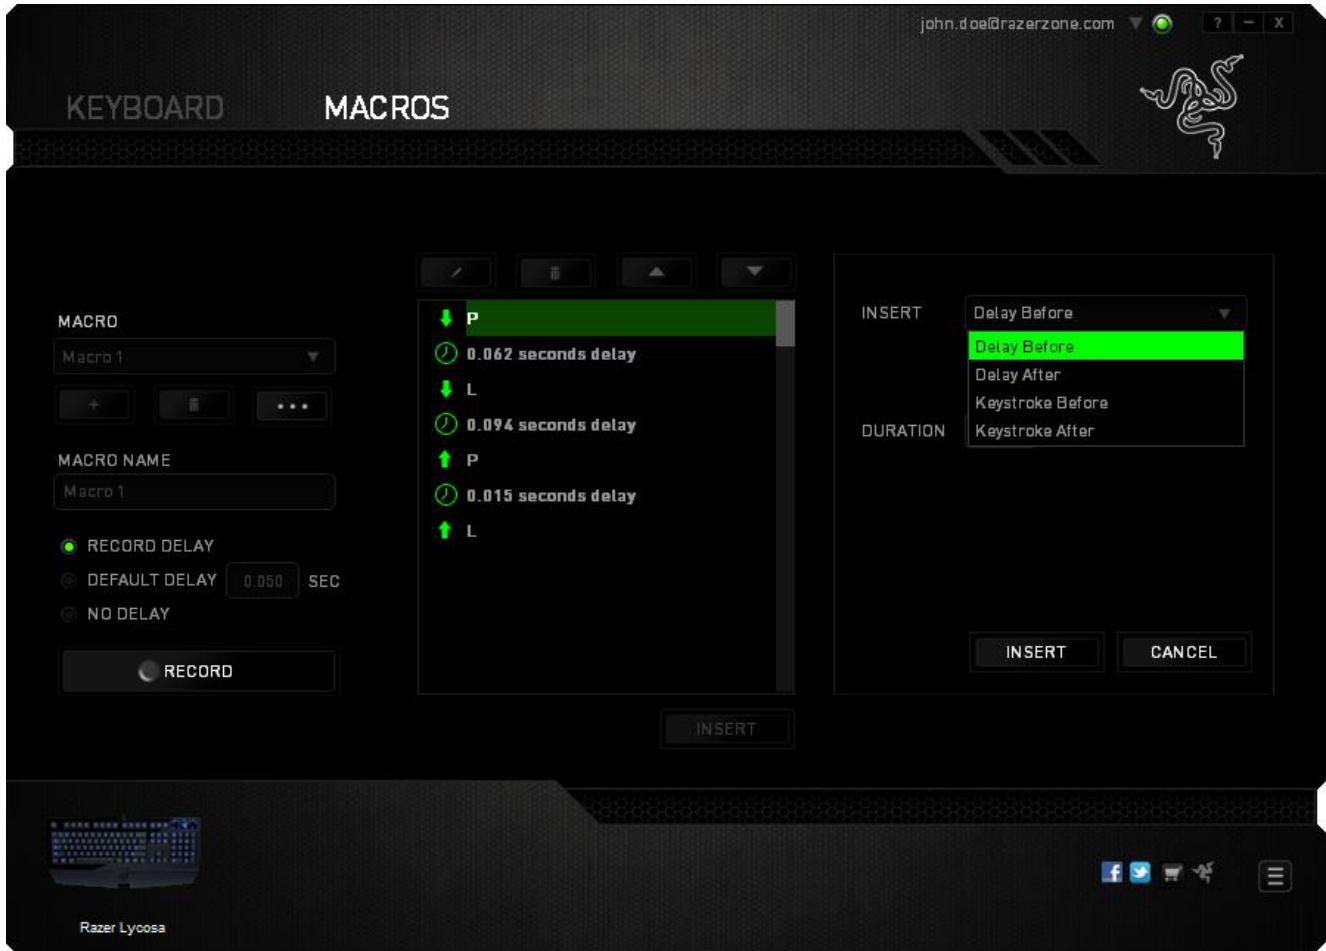 john.doe@razerzone.com
? — X
KEYBOARD MACROS
MACRO
Macro 1
+
...
MACRO NAME
Macro 1
RECORD DELAY
DEFAULT DELAY 0.050 SEC
NO DELAY
RECORD
P
0.062 seconds delay
L
0.094 seconds delay
P
0.015 seconds delay
L
INSERT
INSERT Delay Before
Delay Before
Delay After
Keystroke Before
Keystroke After
DURATION
INSERT CANCEL
Razer Lycosa
f